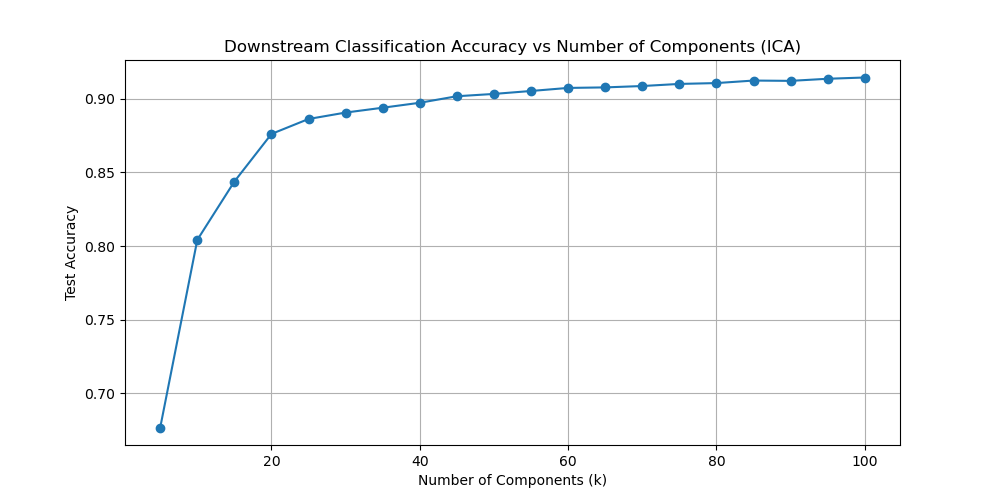 Downstream Classification Accuracy vs Number of Components (ICA)
Test Accuracy
0.90
0.85
0.80
0.75
0.70
20 40 60 80 100
Number of Components (k)